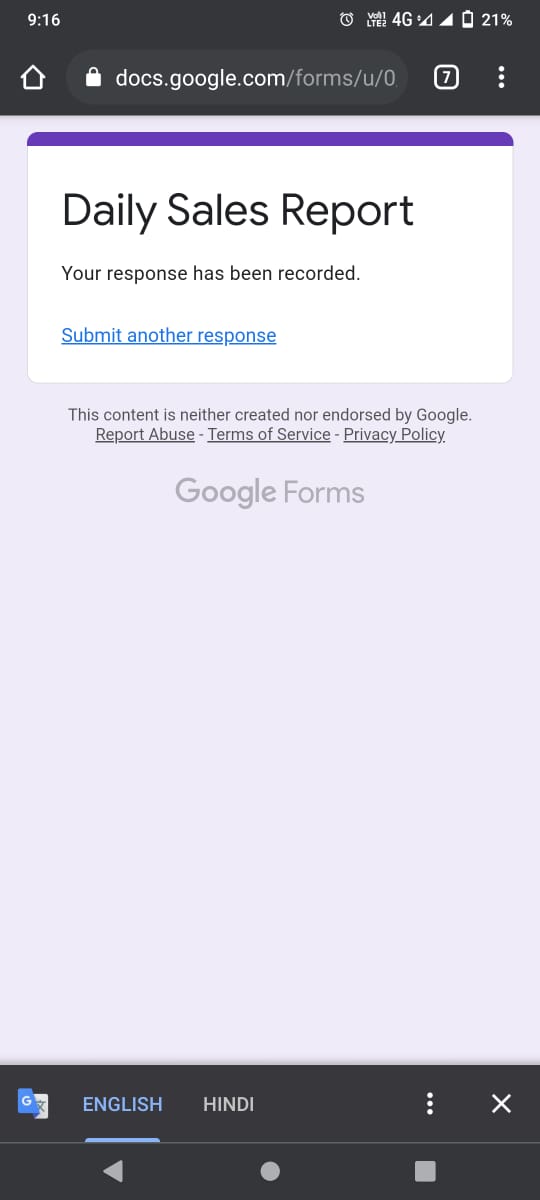 9:16
4G 21%
docs.google.com/forms/u/0
7
Daily Sales Report
Your response has been recorded.
Submit another response
This content is neither created nor endorsed by Google.
Report Abuse - Terms of Service - Privacy Policy
Google Forms
ENGLISH HINDI